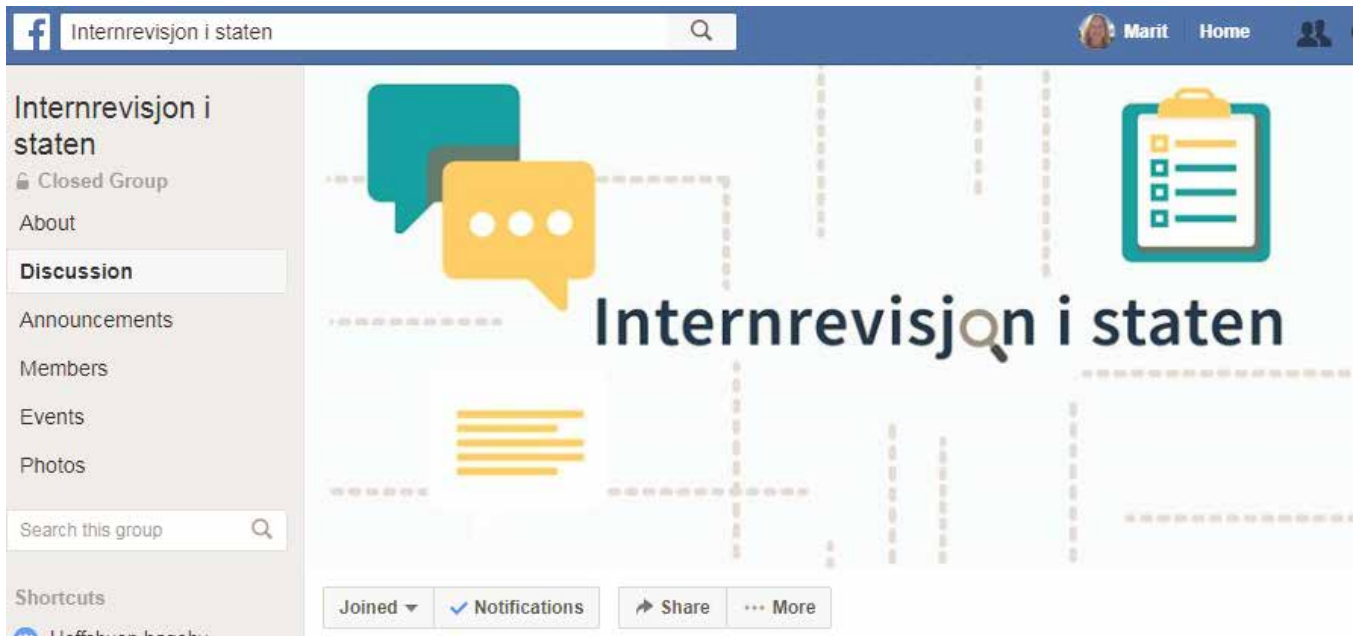 Internrevisjon i staten
Marit Home
Internrevisjon i
staten
Closed Group
About
Discussion
Announcements
Members
Events
Photos
Search this group
Shortcuts
Internrevisjon i staten
Joined Notifications Share More